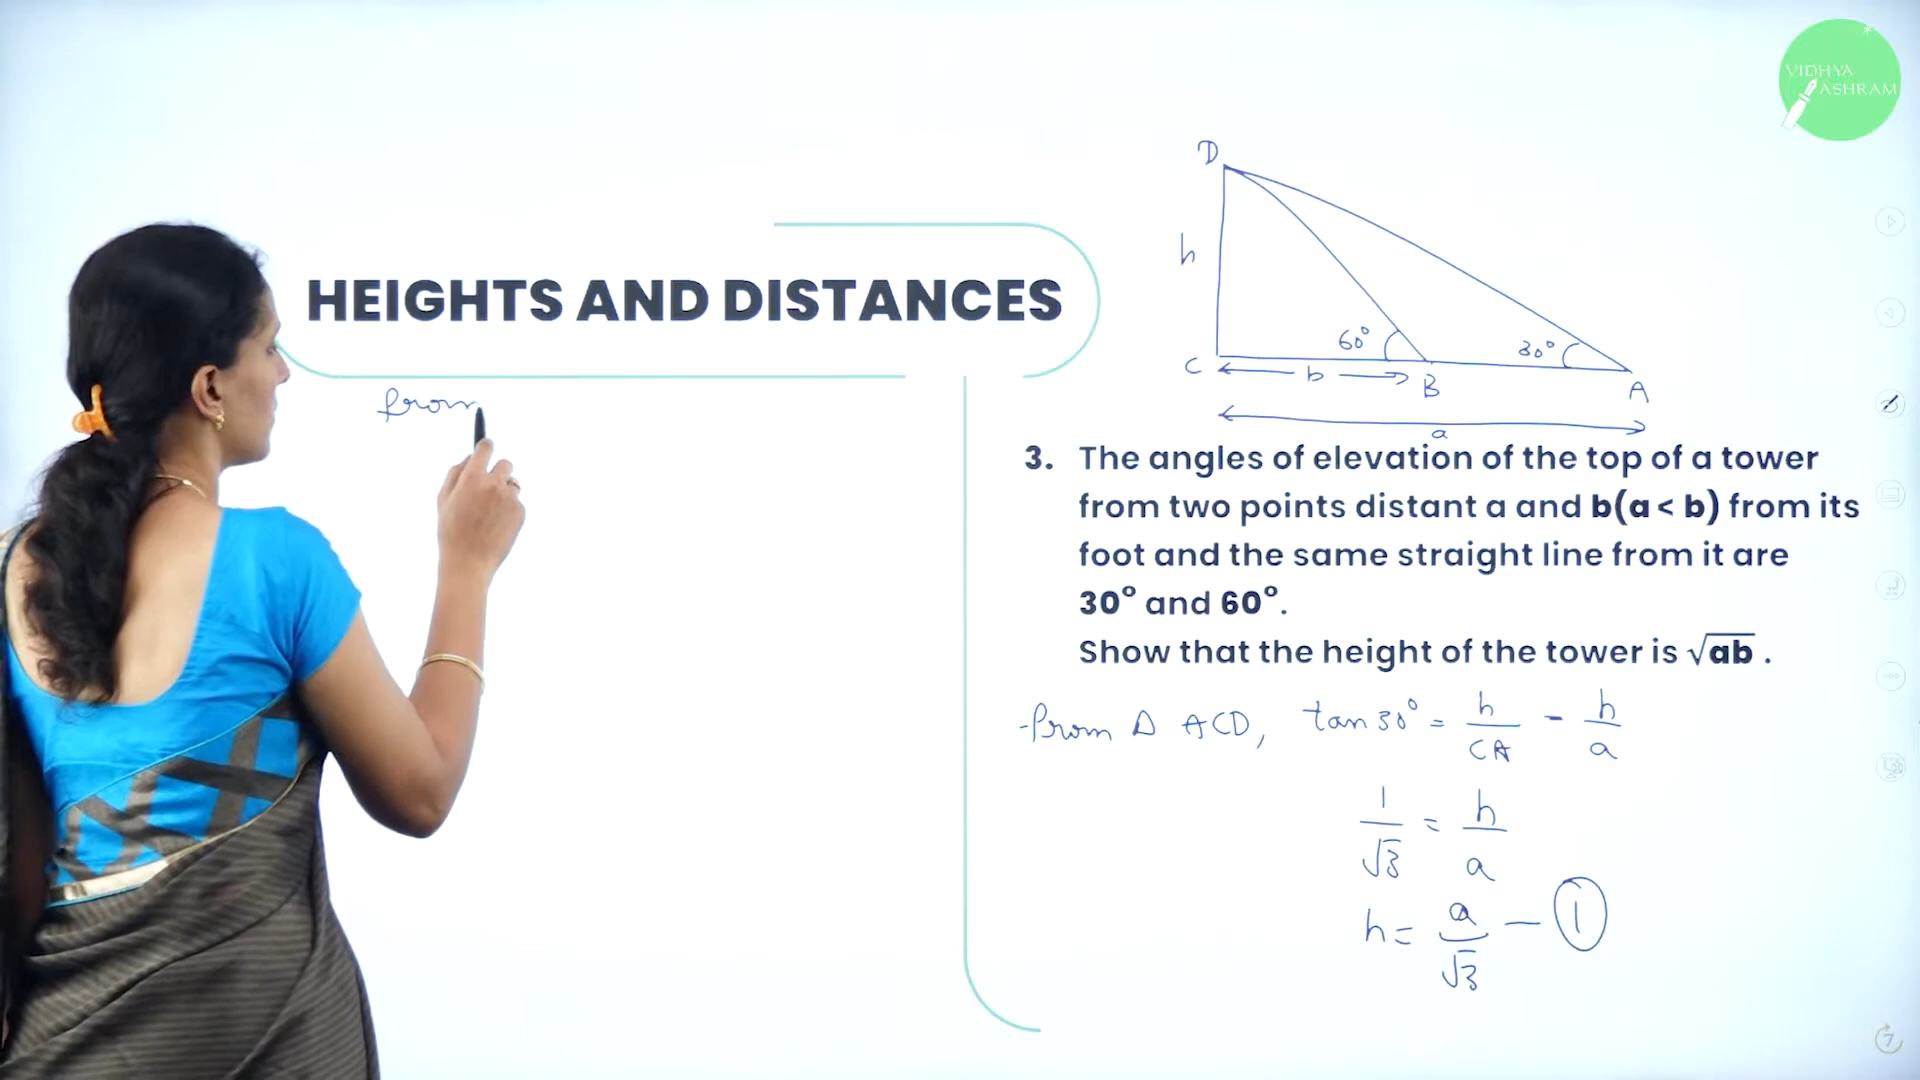 VIDHYA
ASHRAM
HEIGHTS AND DISTANCES
from
D
h
60°
30°
C
b
B
A
a
3. The angles of elevation of the top of a tower
from two points distant a and b(a < b) from its
foot and the same straight line from it are
30° and 60°.
Show that the height of the tower is √ab .
from Δ ACD, tan 30° = h/CA - h/a
1/√3 = h/a
h = a/√3 — 1
7